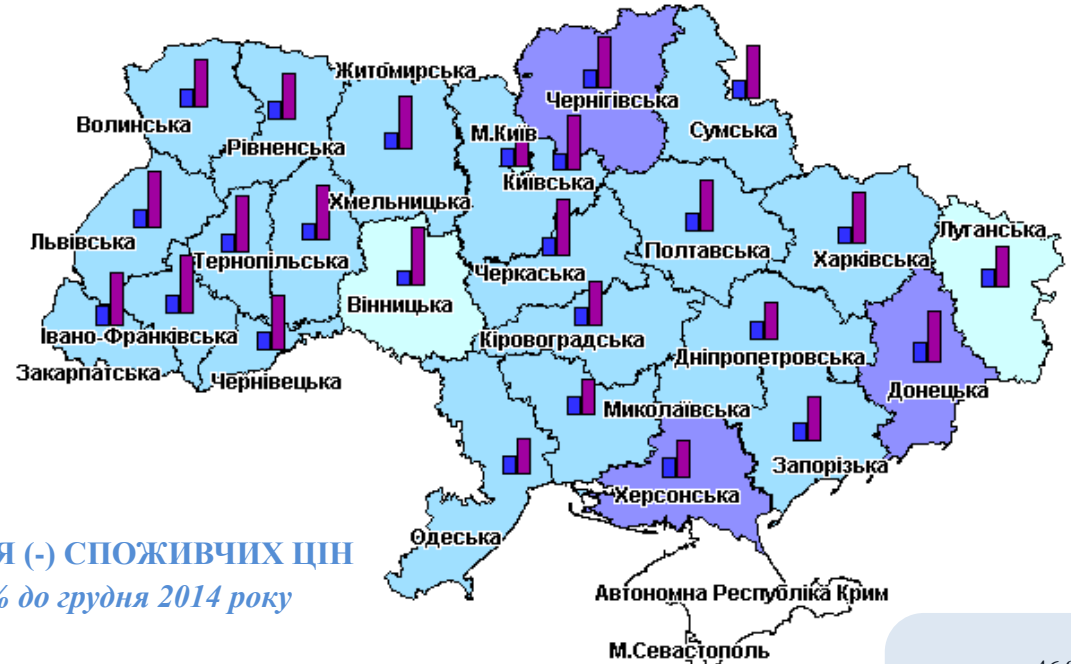 Житомирська
Чернігівська
Волинська
М.Київ
Сумська
Рівненська
Київська
Хмельницька
Львівська
Тернопільська
Черкаська
Полтавська
Харківська
Луганська
Вінницька
Івано-Франківська
Кіровоградська
Дніпропетровська
Закарпатська
Чернівецька
Донецька
Миколаївська
Запорізька
Херсонська
Одеська
Я (-) СПОЖИВЧИХ ЦІН
% до грудня 2014 року
Автономна Республіка Крим
М.Севастополь